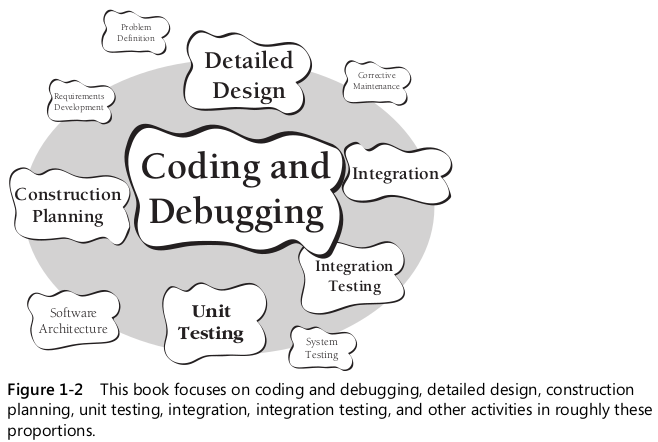 Problem
Definition
Detailed
Design
Corrective
Maintenance
Requirements
Development
Coding and
Debugging
Integration
Construction
Planning
Integration
Testing
Software
Architecture
Unit
Testing
System
Testing
Figure 1-2 This book focuses on coding and debugging, detailed design, construction
planning, unit testing, integration, integration testing, and other activities in roughly these
proportions.